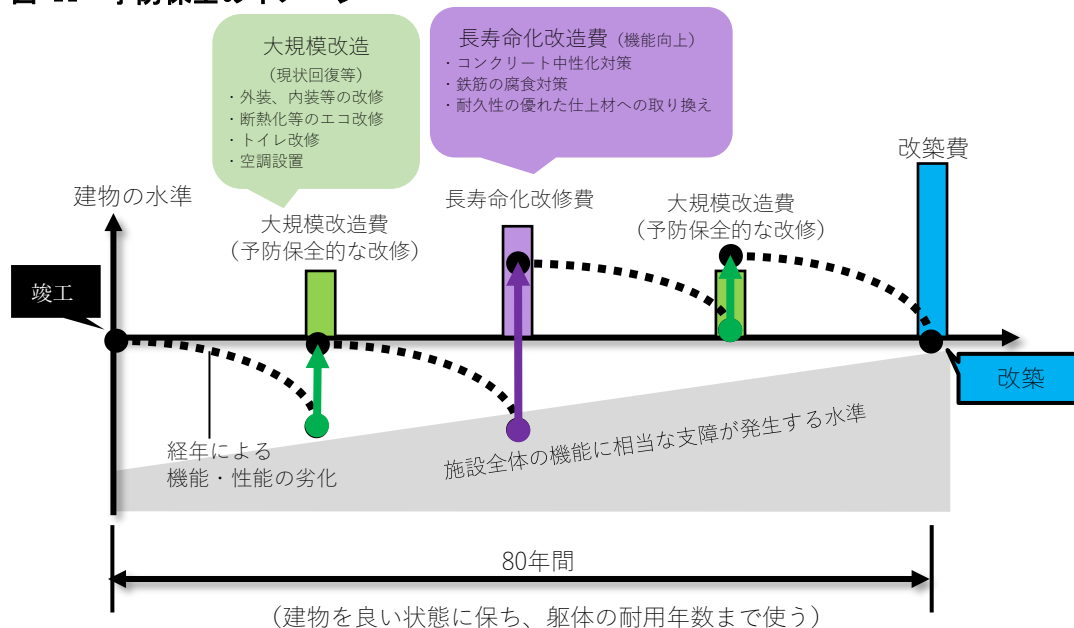 大規模改造
(現状回復等)
・外装、内装等の改修
・断熱化等のエコ改修
・トイレ改修
・空調設置
長寿命化改造費(機能向上)
・コンクリート中性化対策
・鉄筋の腐食対策
・耐久性の優れた仕上材への取り換え
改築費
建物の水準
大規模改造費
(予防保全的な改修)
長寿命化改修費
大規模改造費
(予防保全的な改修)
竣工
改築
経年による
機能・性能の劣化
施設全体の機能に相当な支障が発生する水準
80年間
(建物を良い状態に保ち、躯体の耐用年数まで使う)